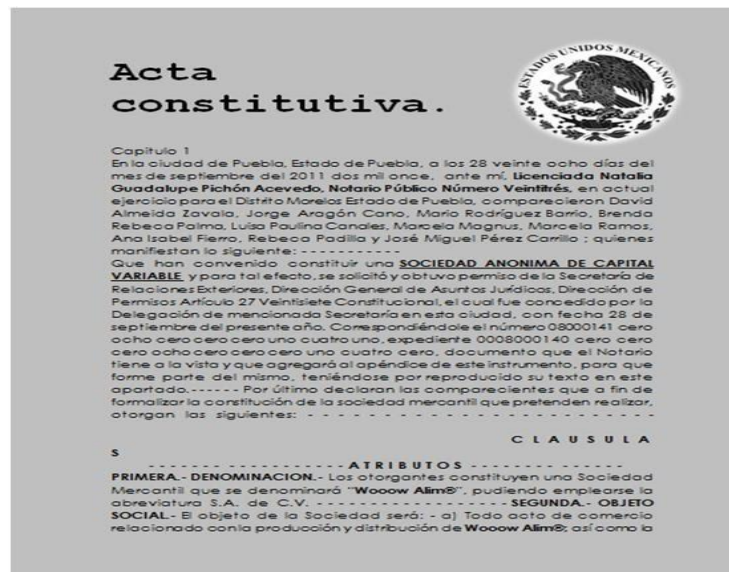 Acta
constitutiva.
ESTADOS UNIDOS MEXICANOS
Capitulo 1
En la ciudad de Puebla, Estado de Puebla, a los 28 veinte ocho días del
mes de septiembre del 2011 dos mil once, ante mí, Licenciada Natalia
Guadalupe Pichón Acevedo, Notario Público Número Veintitrés, en actual
ejercicio para el Distrito Morelos Estado de Puebla, comparecieron David
Almeida Zavala, Jorge Aragón Cano, Mario Rodríguez Barrio, Brenda
Rebeca Palma, Luisa Paulina Canales, Marcela Magnus, Marcela Ramos,
Ana Isabel Fierro, Rebeca Padilla y José Miguel Pérez Carrillo ; quienes
manifiestan lo siguiente: - - - - - - - - - - -
Que han convenido constituir una SOCIEDAD ANONIMA DE CAPITAL
VARIABLE y para tal efecto, se solicitó y obtuvo permiso de la Secretaría de
Relaciones Exteriores, Dirección General de Asuntos Jurídicos, Dirección de
Permisos Artículo 27 Veintisiete Constitucional, el cual fue concedido por la
Delegación de mencionada Secretaría en esta ciudad, con fecha 28 de
septiembre del presente año. Correspondiéndole el número 08000141 cero
ocho cero cero cero uno cuatro uno, expediente 0008000140 cero cero
cero ocho cero cero cero uno cuatro cero, documento que el Notario
tiene a la vista y que agregará al apéndice de este instrumento, para que
forme parte del mismo, teniéndose por reproducido su texto en este
apartado.- - - - - - Por último declaran las comparecientes que a fin de
formalizar la constitución de la sociedad mercantil que pretenden realizar,
otorgan las siguientes: - - - - - - - - - - - - - - - - - - - - - - - - -
C L A U S U L A
S
- - - - - - - - - - - - - - - - - - A T R I B U T O S - - - - - - - - - - - - - -
PRIMERA.- DENOMINACION.- Los otorgantes constituyen una Sociedad
Mercantil que se denominará "Wooow Alim®", pudiendo emplearse la
abreviatura S.A. de C.V. - - - - - - - - - - - - - - - - - - SEGUNDA.- OBJETO
SOCIAL.- El objeto de la Sociedad será: - a) Todo acto de comercio
relacionado con la producción y distribución de Wooow Alim®; así como la